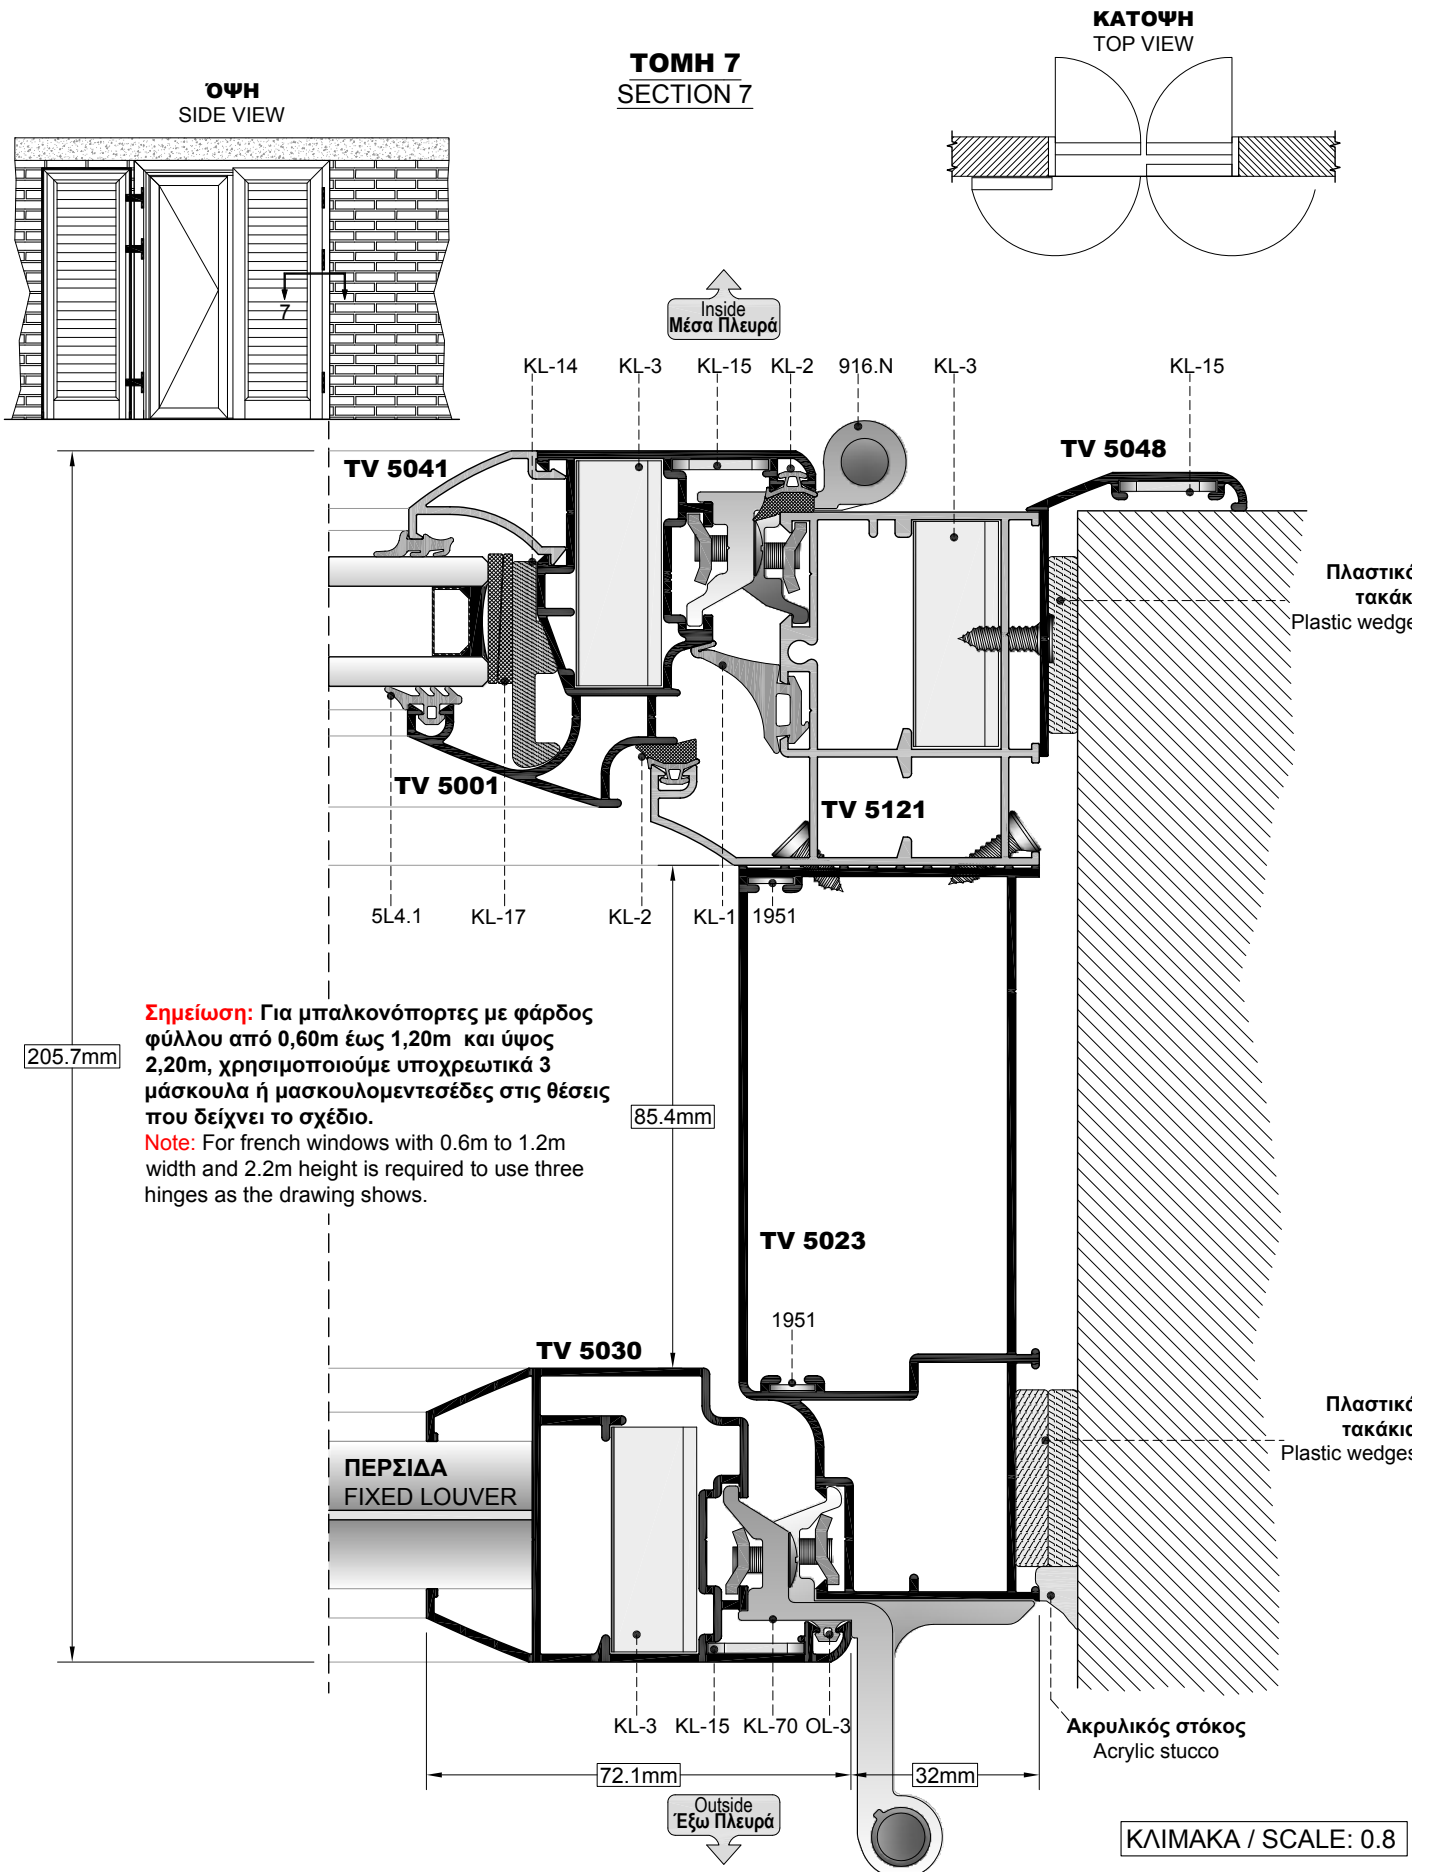 ΚΑΤΟΨΗ
TOP VIEW
ΤΟΜΗ 7
SECTION 7
ΌΨΗ
SIDE VIEW
7
Inside
Μέσα Πλευρά
KL-14
KL-3
KL-15
KL-2
916.N
KL-3
KL-15
TV 5041
TV 5048
Πλαστικό
τακάκ
Plastic wedge
TV 5001
TV 5121
5L4.1
KL-17
KL-2
KL-1
1951
Σημείωση: Για μπαλκονόπορτες με φάρδος
φύλλου από 0,60m έως 1,20m και ύψος
2,20m, χρησιμοποιούμε υποχρεωτικά 3
μάσκουλα ή μασκουλομεντεσέδες στις θέσεις
που δείχνει το σχέδιο.
Note: For french windows with 0.6m to 1.2m
width and 2.2m height is required to use three
hinges as the drawing shows.
205.7mm
85.4mm
TV 5023
1951
TV 5030
Πλαστικό
τακάκια
Plastic wedges
ΠΕΡΣΙΔΑ
FIXED LOUVER
KL-3
KL-15
KL-70
OL-3
Ακρυλικός στόκος
Acrylic stucco
72.1mm
32mm
Outside
Έξω Πλευρά
ΚΛΙΜΑΚΑ / SCALE: 0.8